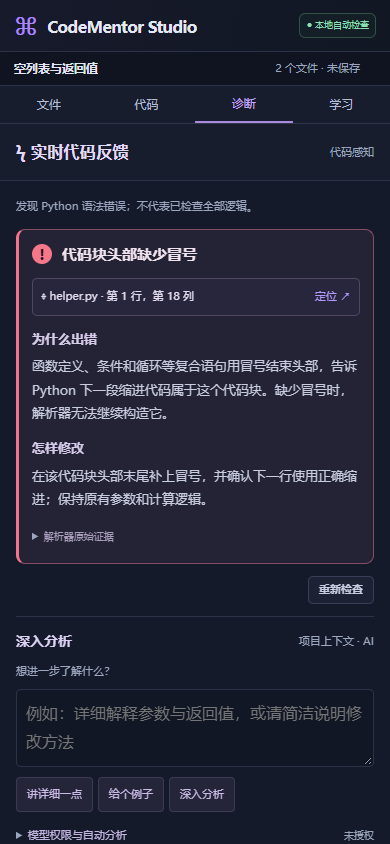 CodeMentor Studio
本地自动检查
空列表与返回值
2 个文件 · 未保存
文件
代码
诊断
学习
实时代码反馈
代码感知
发现 Python 语法错误；不代表已检查全部逻辑。
! 代码块头部缺少冒号
helper.py · 第 1 行，第 18 列
定位 ↗
为什么出错
函数定义、条件和循环等复合语句用冒号结束头部，告诉
Python 下一段缩进代码属于这个代码块。缺少冒号时，
解析器无法继续构造它。
怎样修改
在该代码块头部末尾补上冒号，并确认下一行使用正确缩
进；保持原有参数和计算逻辑。
▶ 解析器原始证据
重新检查
深入分析
项目上下文 · AI
想进一步了解什么？
例如：详细解释参数与返回值，或请简洁说明修
改方法
讲详细一点
给个例子
深入分析
▶ 模型权限与自动分析
未授权